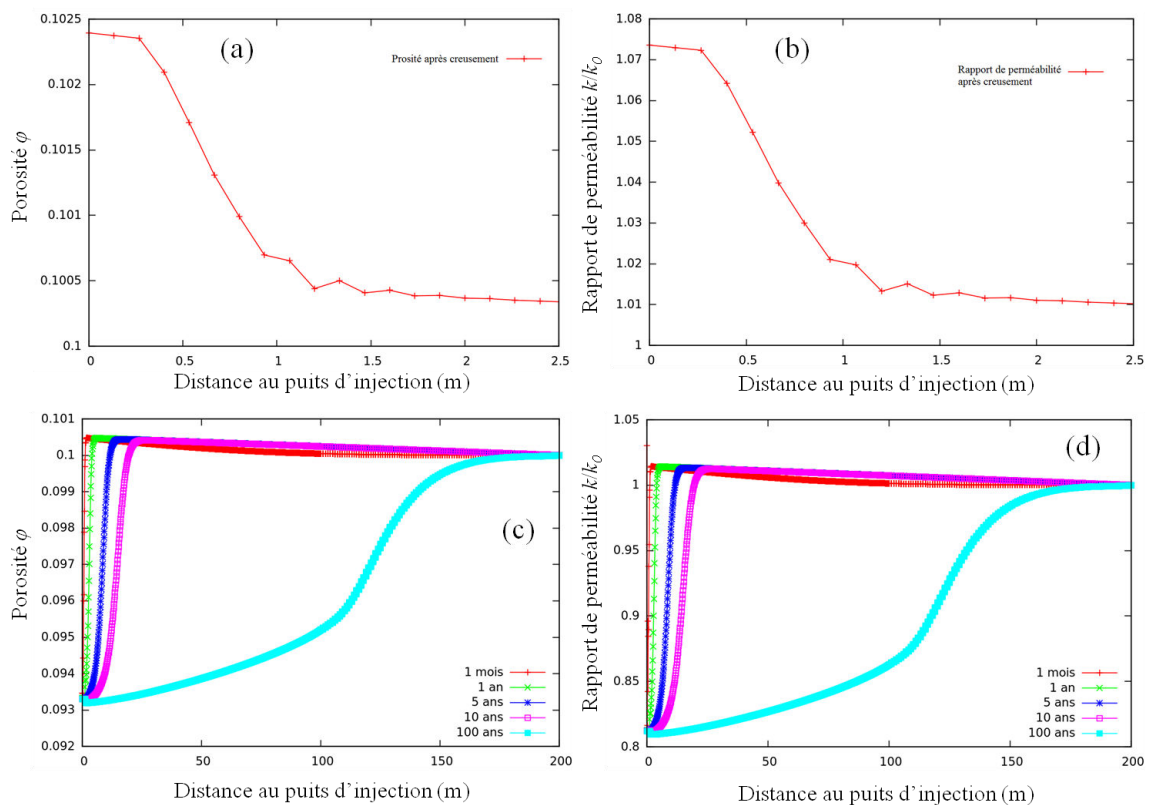 (a)
Prosité après creusement
Porosité φ
0.1025
0.102
0.1015
0.101
0.1005
0.1
0 0.5 1 1.5 2 2.5
Distance au puits d'injection (m)
(b)
Rapport de perméabilité
après creusement
Rapport de perméabilité k/k0
1.08
1.07
1.06
1.05
1.04
1.03
1.02
1.01
1
0 0.5 1 1.5 2 2.5
Distance au puits d'injection (m)
(c)
Porosité φ
0.101
0.1
0.099
0.098
0.097
0.096
0.095
0.094
0.093
0.092
1 mois
1 an
5 ans
10 ans
100 ans
0 50 100 150 200
Distance au puits d'injection (m)
(d)
Rapport de perméabilité k/k0
1.05
1
0.95
0.9
0.85
0.8
1 mois
1 an
5 ans
10 ans
100 ans
0 50 100 150 200
Distance au puits d'injection (m)